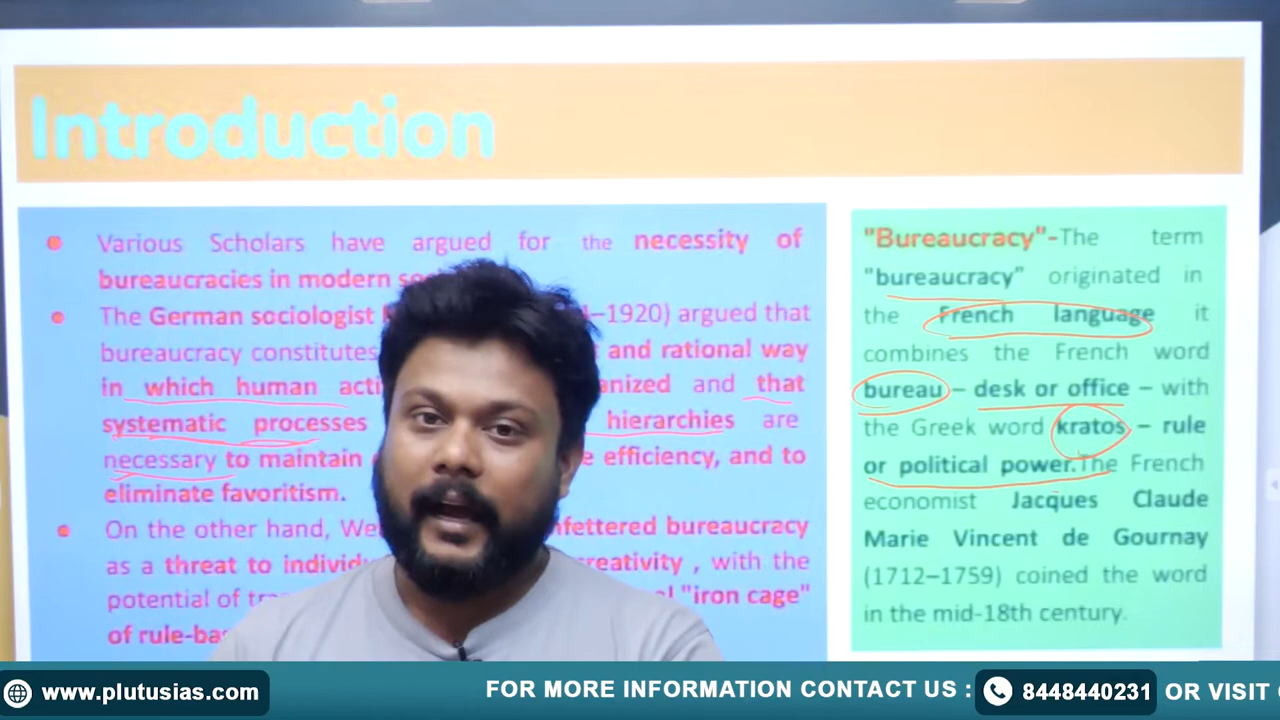 Introduction
Various Scholars have argued for the necessity of
bureaucracies in modern
The German sociologist –1920) argued that
bureaucracy constitutes and rational way
in which human and that
systematic processes hierarchies are
necessary to maintain efficiency, and to
eliminate favoritism.
On the other hand, bureaucracy
as a threat to creativity , with the
potential of "iron cage"
of
"Bureaucracy"-The term
"bureaucracy" originated in
the French language it
combines the French word
bureau – desk or office – with
the Greek word kratos – rule
or political power.The French
economist Jacques Claude
Marie Vincent de Gournay
(1712–1759) coined the word
in the mid-18th century.
www.plutusias.com
FOR MORE INFORMATION CONTACT US :
8448440231
OR VISIT